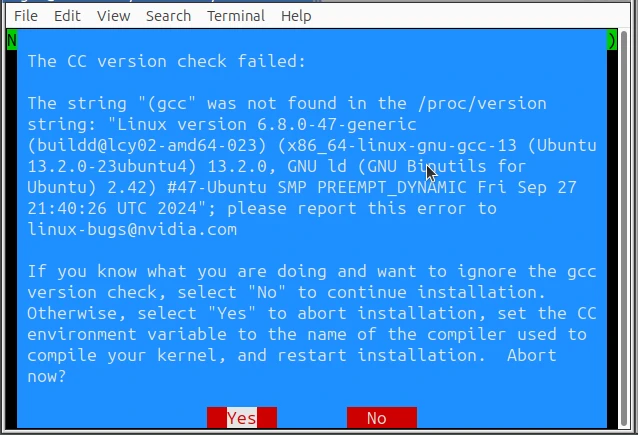 File Edit View Search Terminal Help
N )
The CC version check failed:
The string "(gcc" was not found in the /proc/version
string: "Linux version 6.8.0-47-generic
(buildd@lcy02-amd64-023) (x86_64-linux-gnu-gcc-13 (Ubuntu
13.2.0-23ubuntu4) 13.2.0, GNU ld (GNU Binutils for
Ubuntu) 2.42) #47-Ubuntu SMP PREEMPT_DYNAMIC Fri Sep 27
21:40:26 UTC 2024"; please report this error to
linux-bugs@nvidia.com
If you know what you are doing and want to ignore the gcc
version check, select "No" to continue installation.
Otherwise, select "Yes" to abort installation, set the CC
environment variable to the name of the compiler used to
compile your kernel, and restart installation.  Abort
now?
Yes No